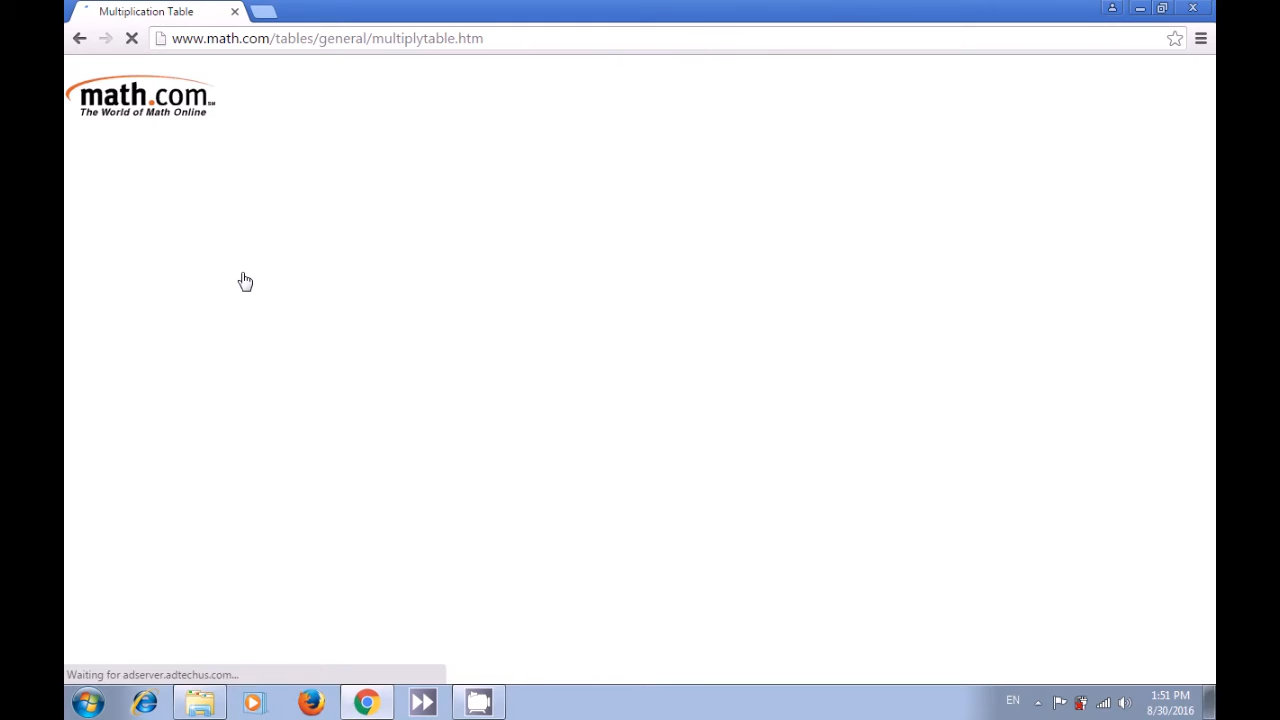 Multiplication Table
www.math.com/tables/general/multiplytable.htm
math.com
The World of Math Online
Waiting for adserver.adtechus.com...
EN
1:51 PM
8/30/2016